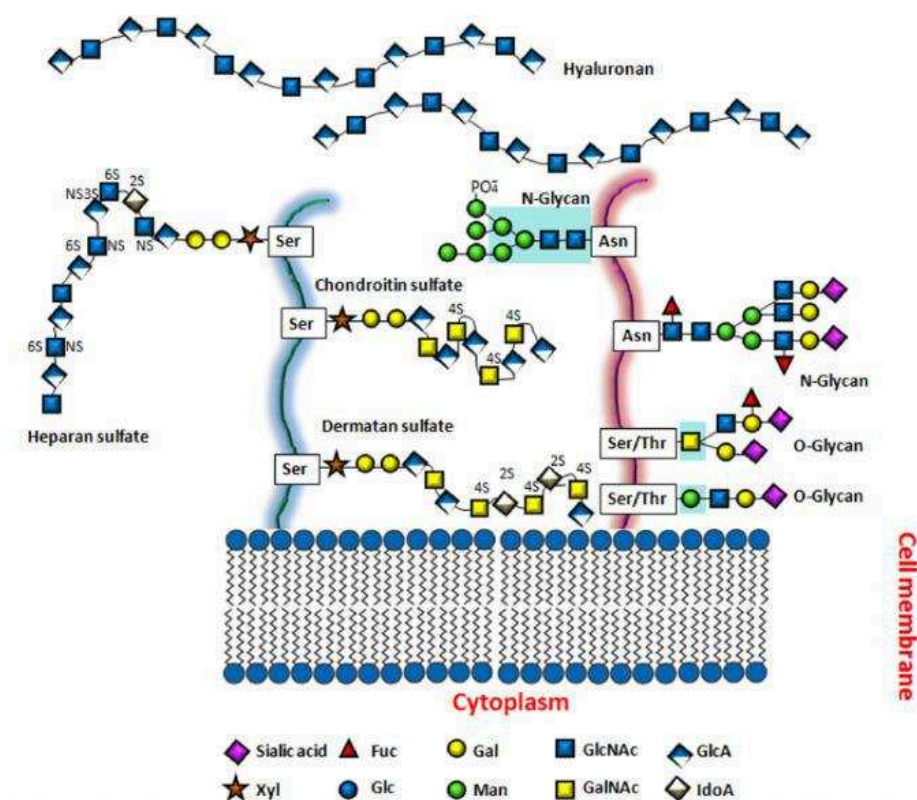 Hyaluronan
6S
2S
NS3S
NS
6S
NS
6S
NS
Heparan sulfate
Ser
PO4̄
N-Glycan
Asn
Chondroitin sulfate
Ser
4S
4S
4S
Asn
N-Glycan
Dermatan sulfate
Ser
4S
2S
4S
2S
4S
Ser/Thr
O-Glycan
Ser/Thr
O-Glycan
Cell membrane
Cytoplasm
Sialic acid
Fuc
Gal
GlcNAc
GlcA
Xyl
Glc
Man
GalNAc
IdoA